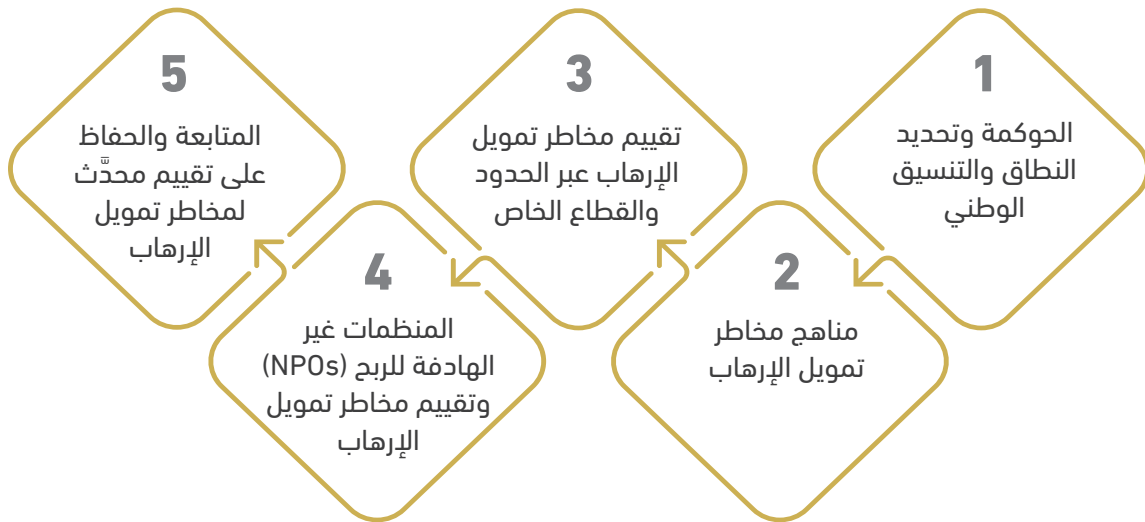 1
الحوكمة وتحديد
النطاق والتنسيق
الوطني
2
مناهج مخاطر
تمويل الإرهاب
3
تقييم مخاطر تمويل
الإرهاب عبر الحدود
والقطاع الخاص
4
المنظمات غير
الهادفة للربح (NPOs)
وتقييم مخاطر تمويل
الإرهاب
5
المتابعة والحفاظ
على تقييم محدَّث
لمخاطر تمويل
الإرهاب